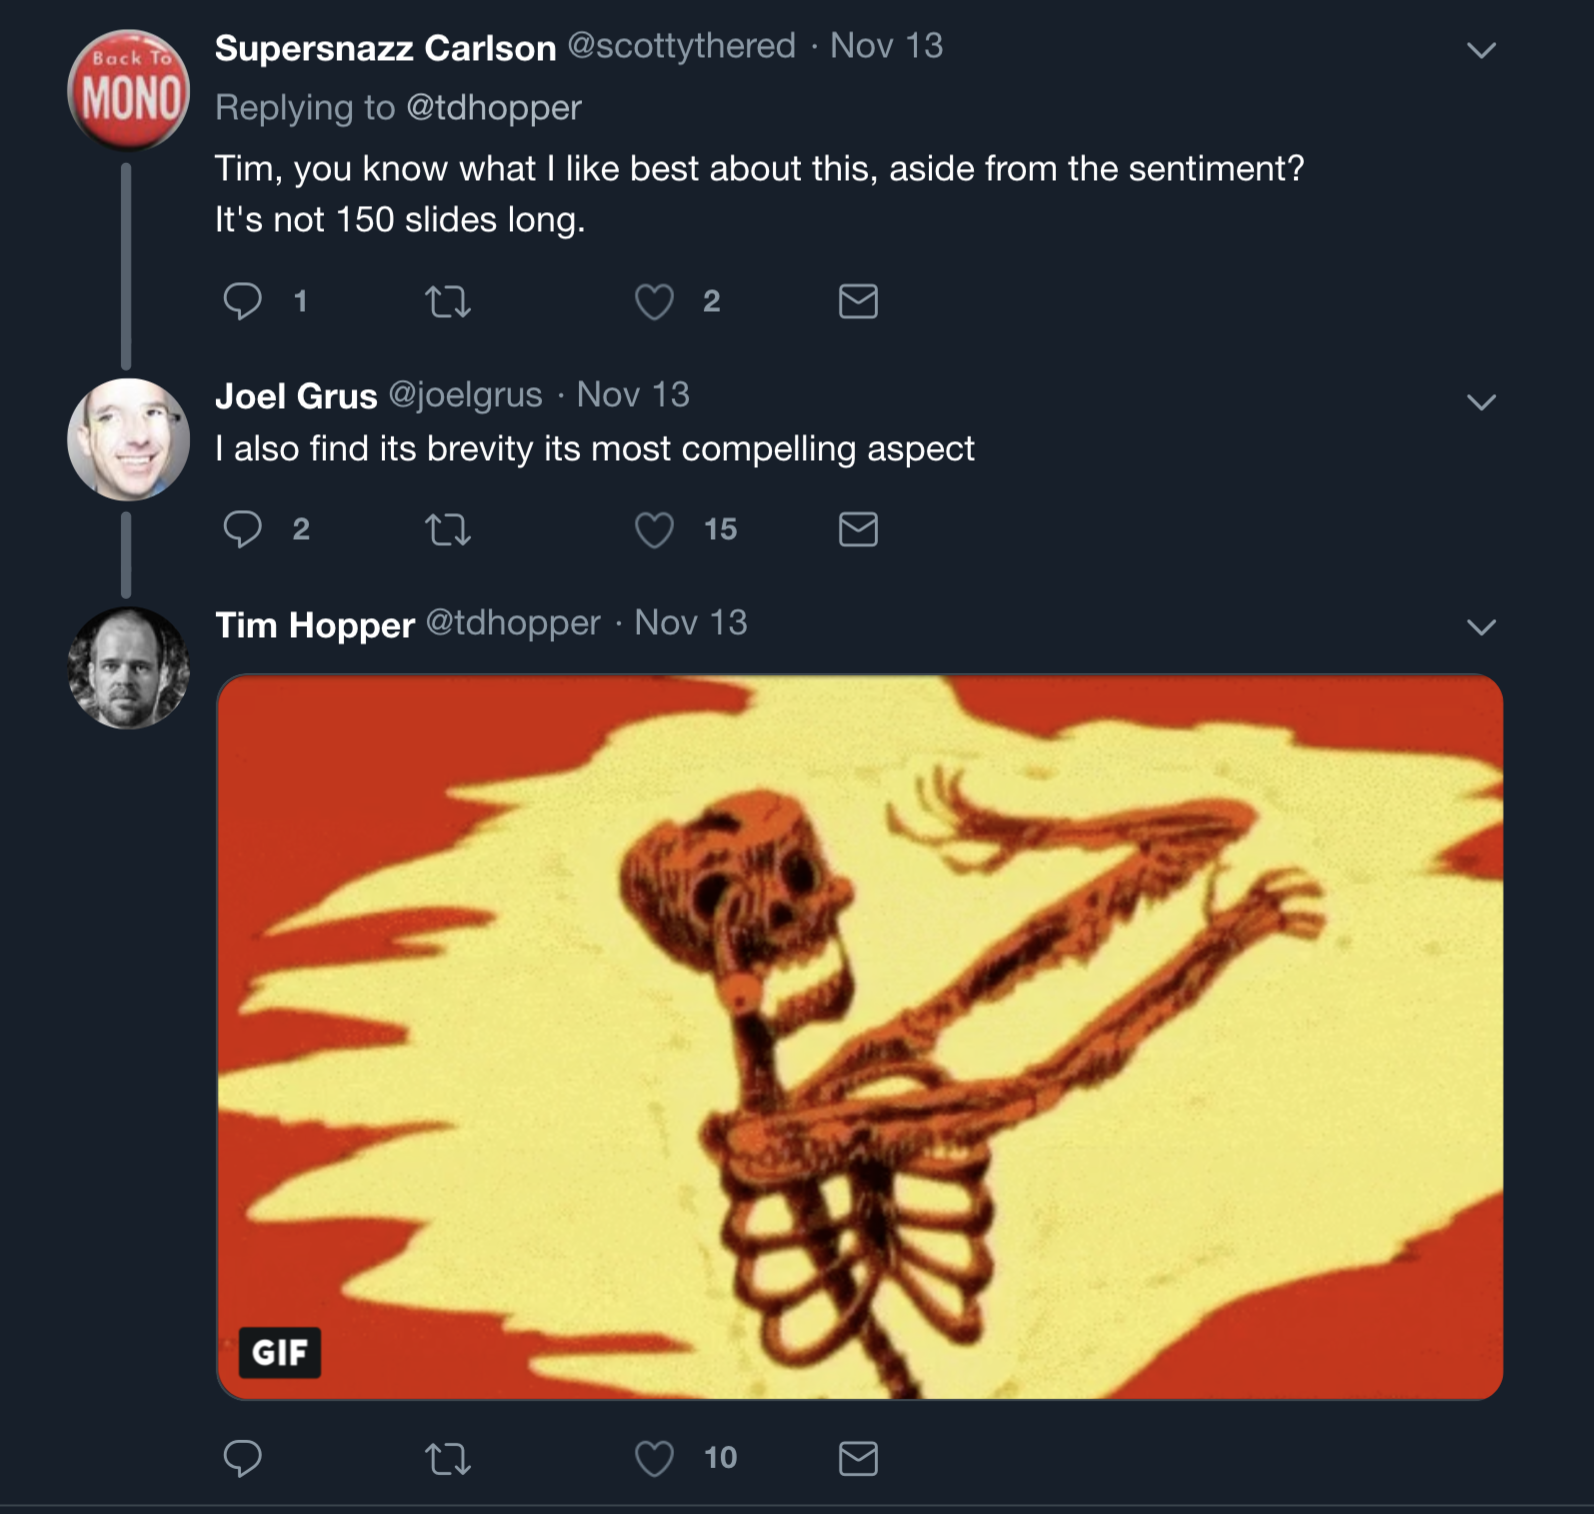 Back To
MONO
Supersnazz Carlson @scottythered · Nov 13
Replying to @tdhopper
Tim, you know what I like best about this, aside from the sentiment?
It's not 150 slides long.
1 2
Joel Grus @joelgrus · Nov 13
I also find its brevity its most compelling aspect
2 15
Tim Hopper @tdhopper · Nov 13
GIF
10